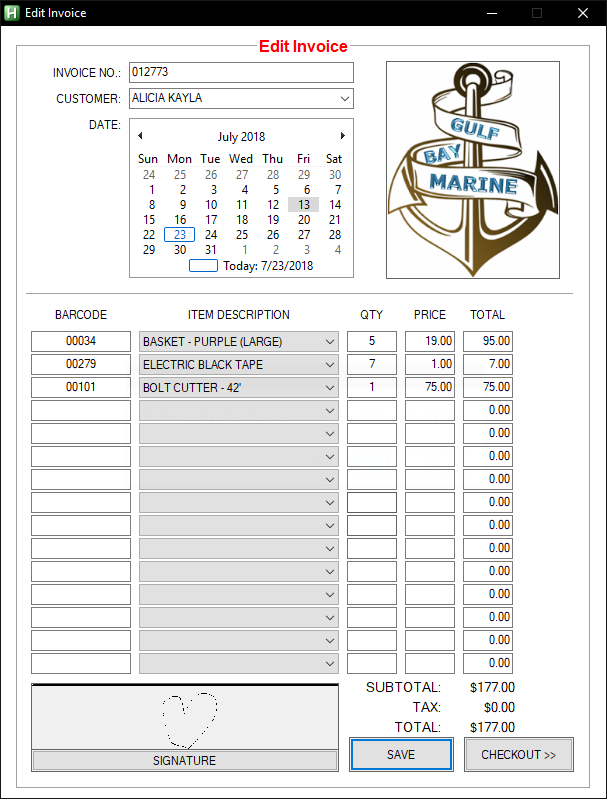 Edit Invoice
Edit Invoice
INVOICE NO.: 012773
CUSTOMER: ALICIA KAYLA
DATE:
July 2018
Sun Mon Tue Wed Thu Fri Sat
24 25 26 27 28 29 30
1 2 3 4 5 6 7
8 9 10 11 12 13 14
15 16 17 18 19 20 21
22 23 24 25 26 27 28
29 30 31 1 2 3 4
Today: 7/23/2018
GULF
BAY
MARINE
BARCODE ITEM DESCRIPTION QTY PRICE TOTAL
00034 BASKET - PURPLE (LARGE) 5 19.00 95.00
00279 ELECTRIC BLACK TAPE 7 1.00 7.00
00101 BOLT CUTTER - 42' 1 75.00 75.00
0.00
0.00
0.00
0.00
0.00
0.00
0.00
0.00
0.00
0.00
0.00
0.00
SUBTOTAL: $177.00
TAX: $0.00
TOTAL: $177.00
SIGNATURE
SAVE
CHECKOUT >>